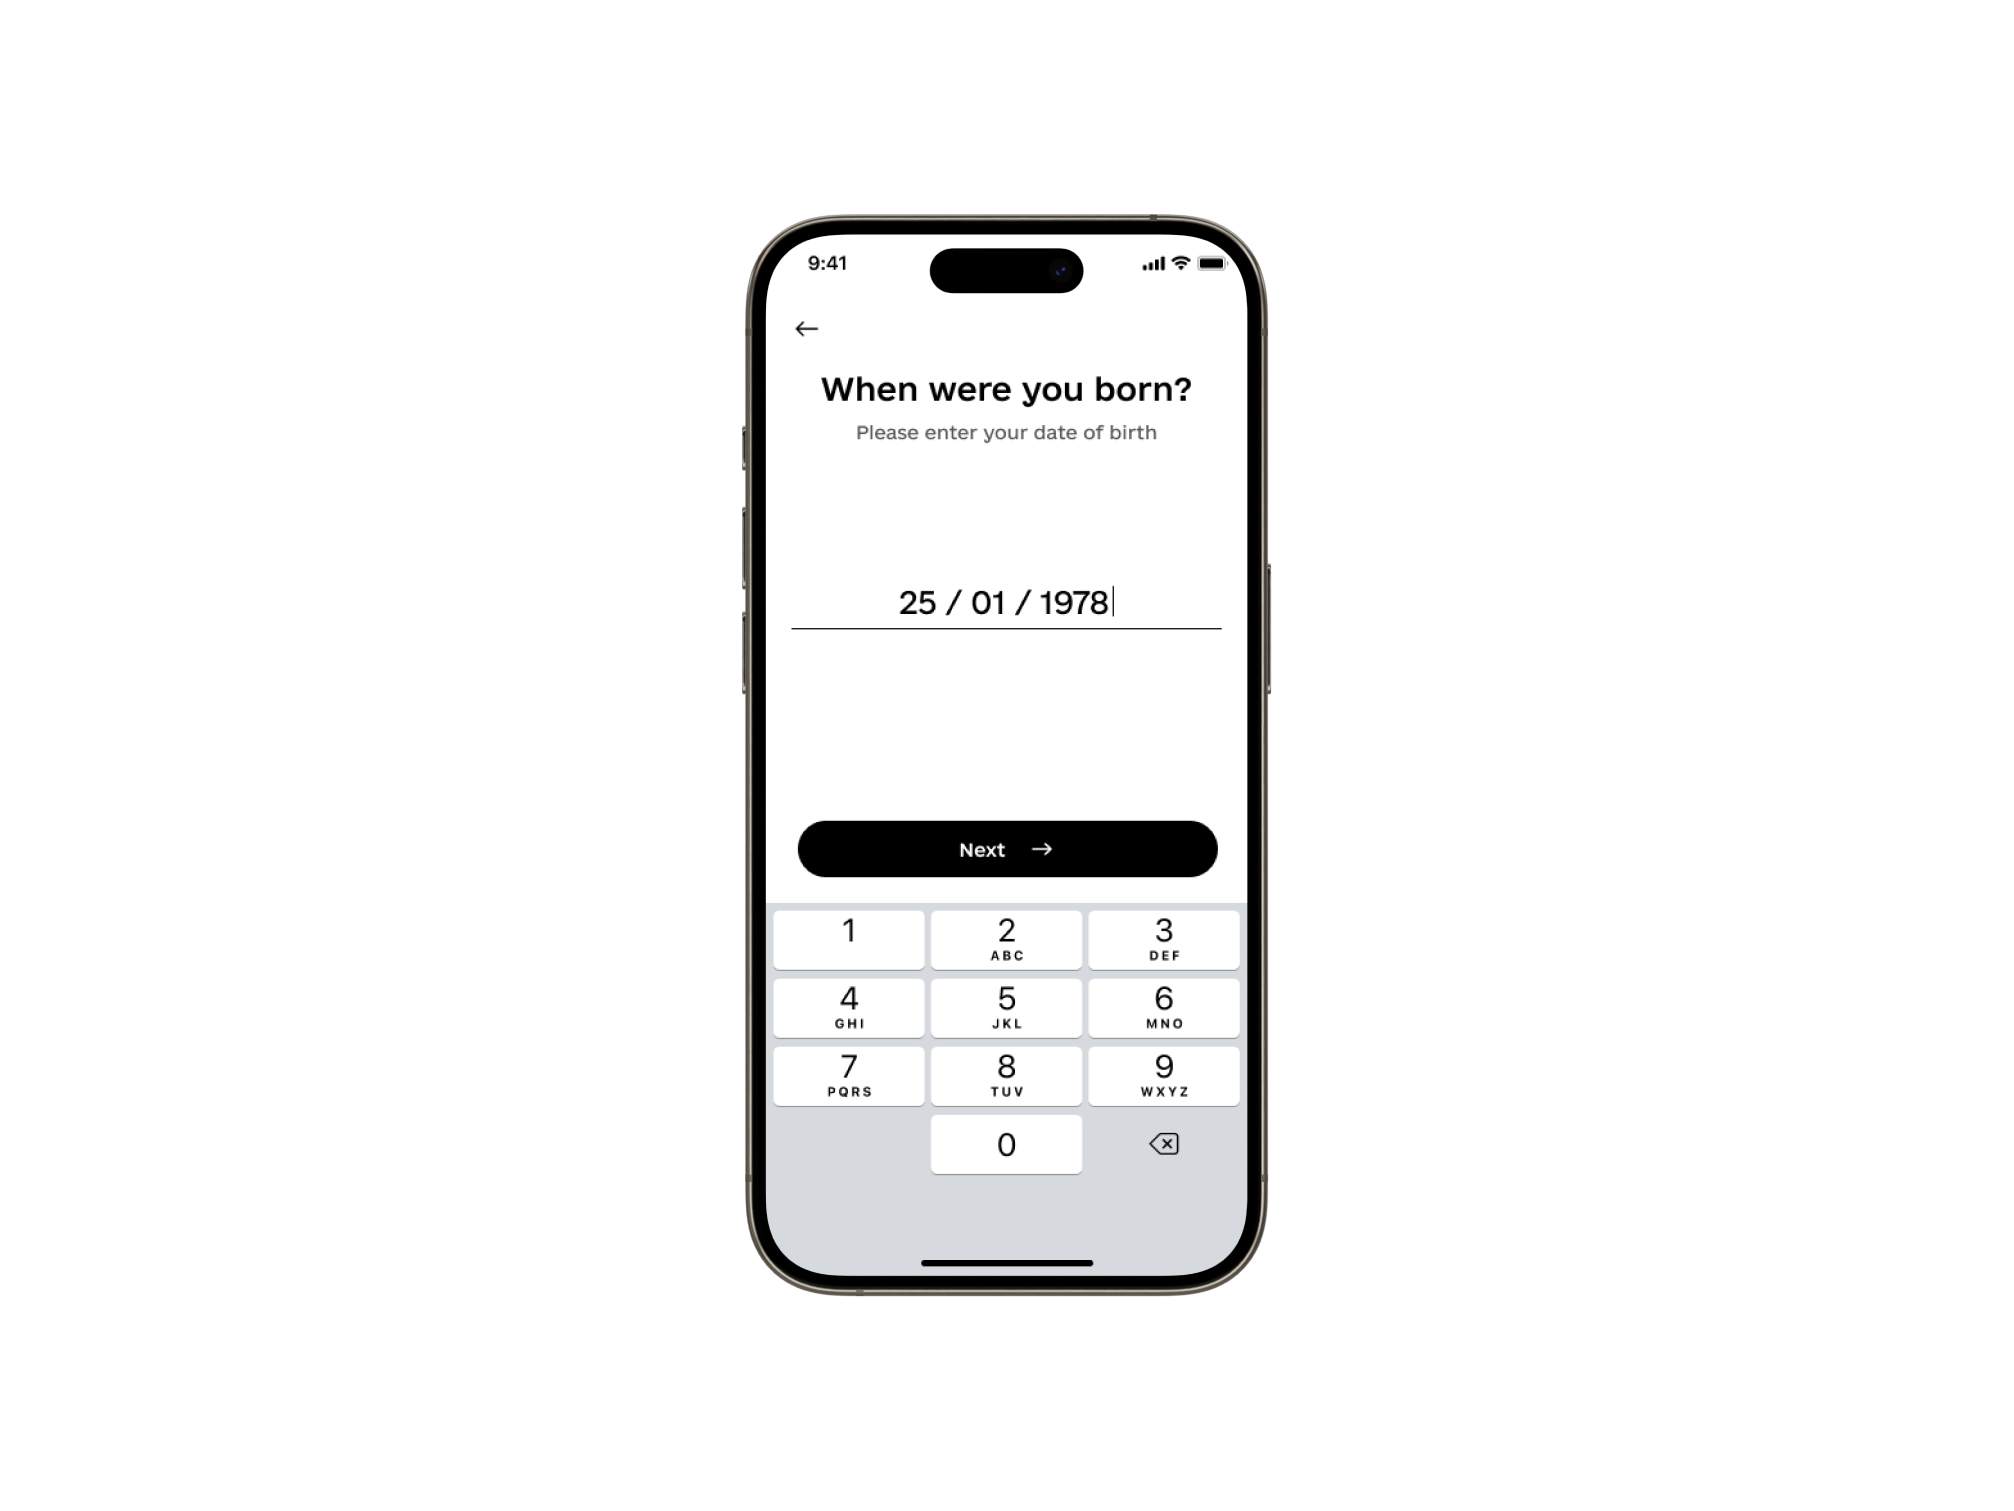 9:41
When were you born?
Please enter your date of birth
25 / 01 / 1978
Next
1 2 3
ABC DEF
4 5 6
GHI JKL MNO
7 8 9
PQRS TUV WXYZ
0